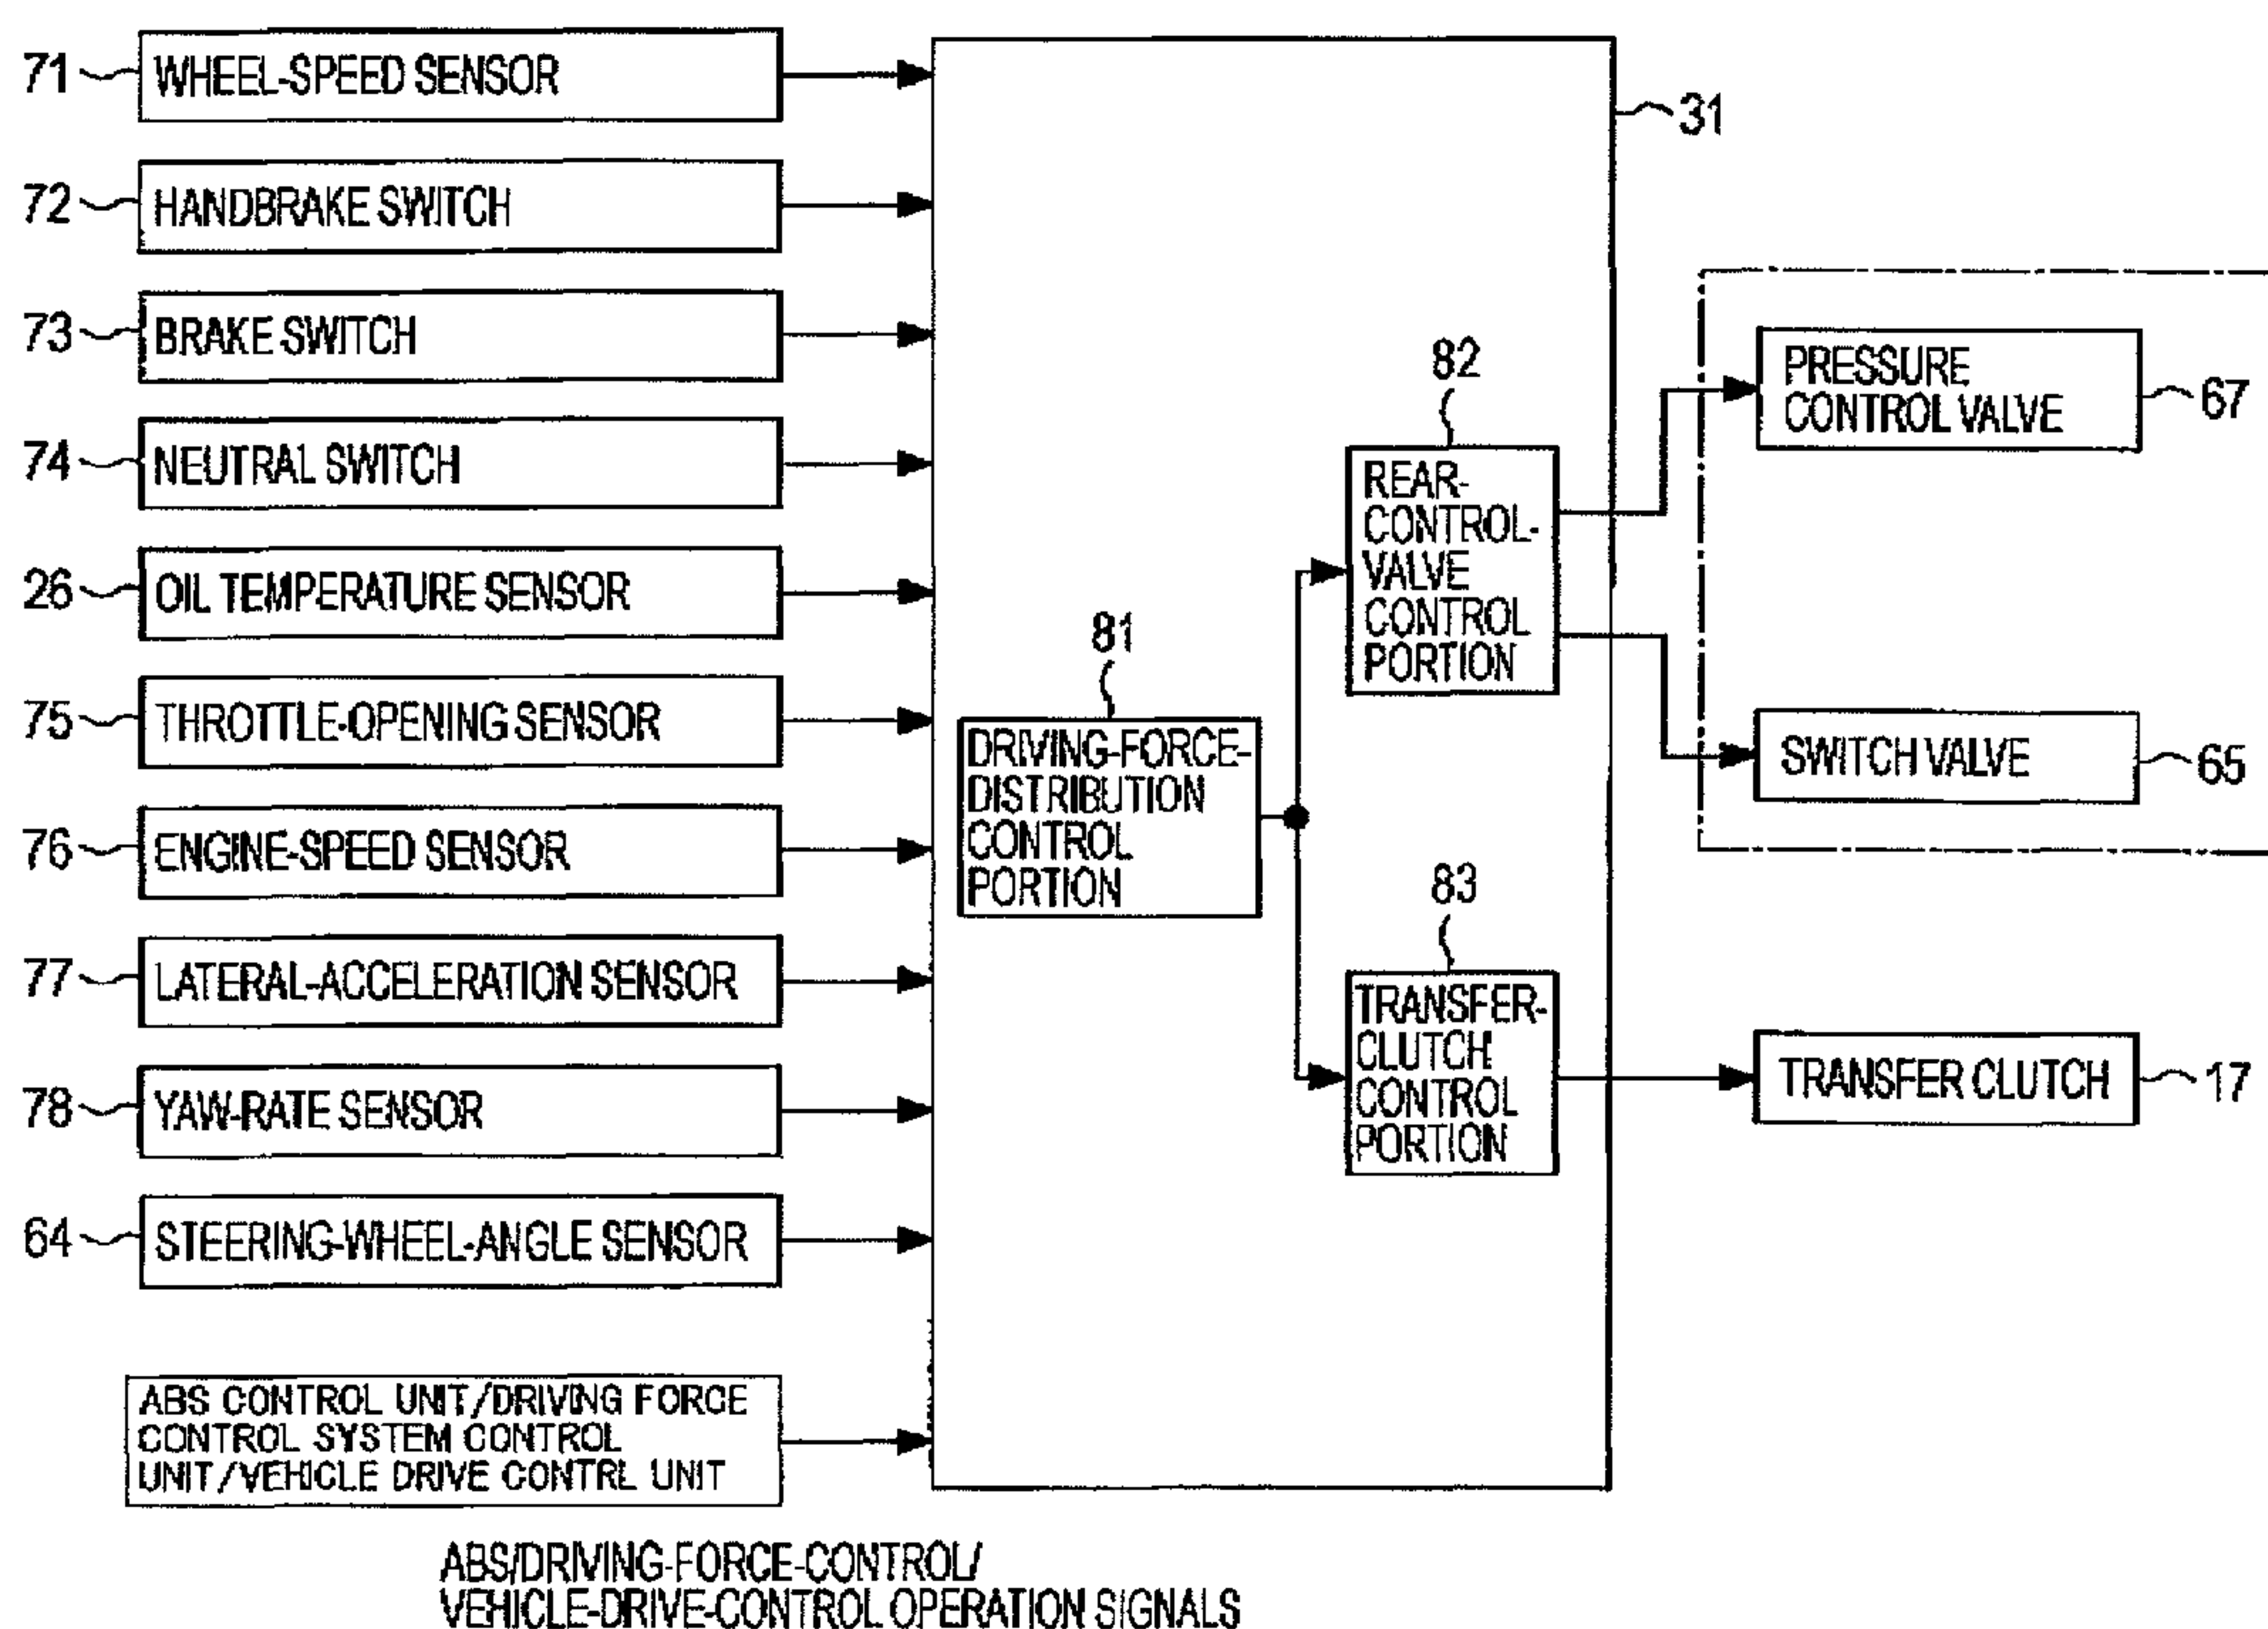 71
WHEEL-SPEED SENSOR
72
HANDBRAKE SWITCH
73
BRAKE SWITCH
74
NEUTRAL SWITCH
26
OIL TEMPERATURE SENSOR
75
THROTTLE-OPENING SENSOR
76
ENGINE-SPEED SENSOR
77
LATERAL-ACCELERATION SENSOR
78
YAW-RATE SENSOR
64
STEERING-WHEEL-ANGLE SENSOR
ABS CONTROL UNIT/DRIVING FORCE
CONTROL SYSTEM CONTROL
UNIT/VEHICLE DRIVE CONTRL UNIT
ABS/DRIVING-FORCE-CONTROL/
VEHICLE-DRIVE-CONTROL OPERATION SIGNALS
31
81
DRIVING-FORCE-
DISTRIBUTION
CONTROL
PORTION
82
REAR-
CONTROL-
VALVE
CONTROL
PORTION
83
TRANSFER-
CLUTCH
CONTROL
PORTION
PRESSURE
CONTROL VALVE
67
SWITCH VALVE
65
TRANSFER CLUTCH
17